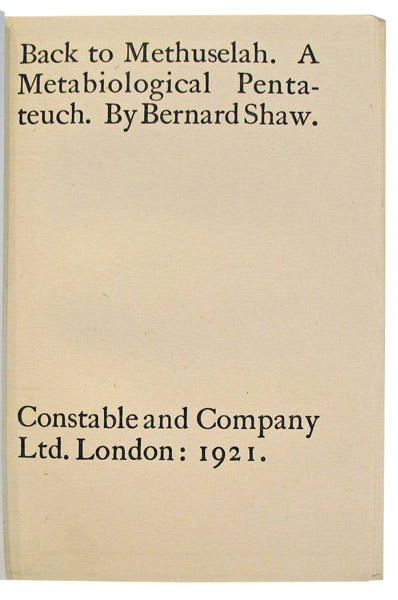 Back to Methuselah. A
Metabiological Penta-
teuch. By Bernard Shaw.
Constable and Company
Ltd. London: 1921.